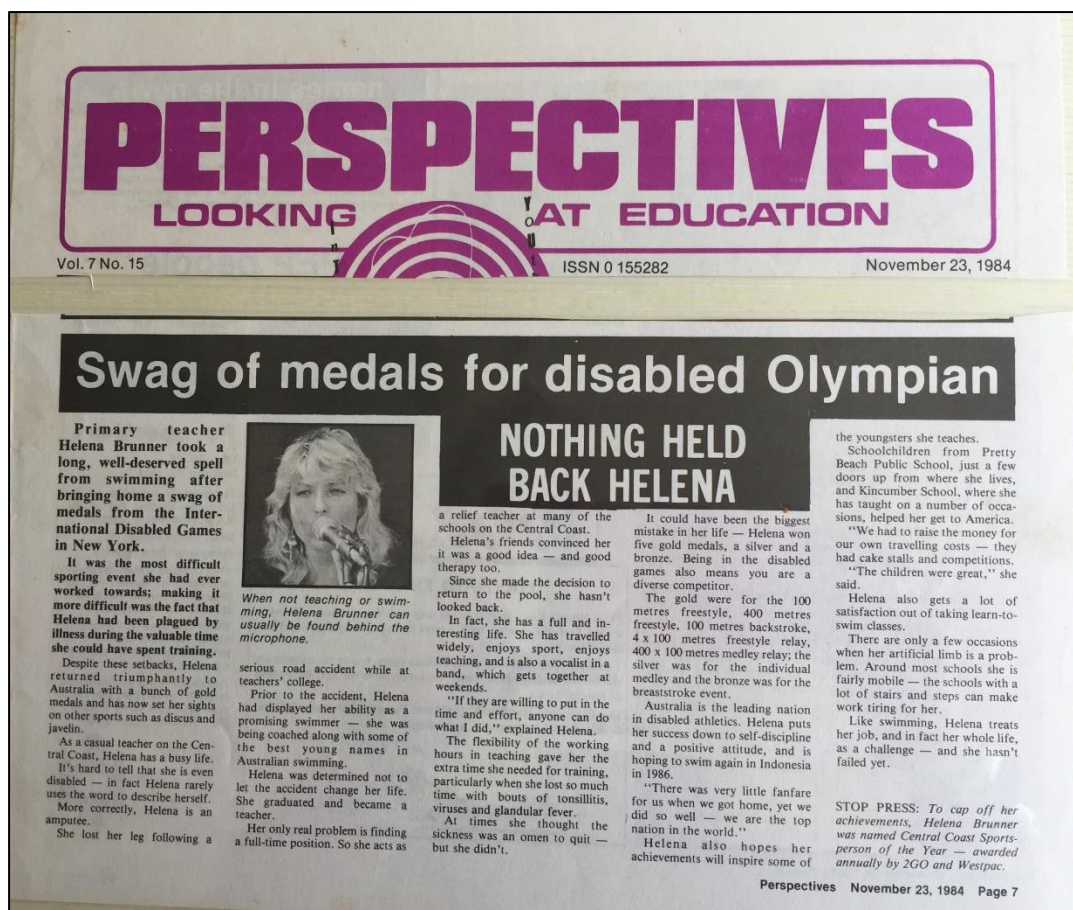 PERSPECTIVES
LOOKING AT EDUCATION
Vol. 7 No. 15
ISSN 0 155282
November 23, 1984
Swag of medals for disabled Olympian
NOTHING HELD
BACK HELENA
Primary teacher
Helena Brunner took a
long, well-deserved spell
from swimming after
bringing home a swag of
medals from the Inter-
national Disabled Games
in New York.
It was the most difficult
sporting event she had ever
worked towards; making it
more difficult was the fact that
Helena had been plagued by
illness during the valuable time
she could have spent training.
Despite these setbacks, Helena
returned triumphantly to
Australia with a bunch of gold
medals and has now set her sights
on other sports such as discus and
javelin.
As a casual teacher on the Cen-
tral Coast, Helena has a busy life.
It's hard to tell that she is even
disabled — in fact Helena rarely
uses the word to describe herself.
More correctly, Helena is an
amputee.
She lost her leg following a
When not teaching or swim-
ming, Helena Brunner can
usually be found behind the
microphone.
serious road accident while at
teachers' college.
Prior to the accident, Helena
had displayed her ability as a
promising swimmer — she was
being coached along with some
of the best young names in
Australian swimming.
Helena was determined not to
let the accident change her life.
She graduated and became a
teacher.
Her only real problem is finding
a full-time position. So she acts as
a relief teacher at many of the
schools on the Central Coast.
Helena's friends convinced her
it was a good idea — and good
therapy too.
Since she made the decision to
return to the pool, she hasn't
looked back.
In fact, she has a full and in-
teresting life. She has travelled
widely, enjoys sport, enjoys
teaching, and is also a vocalist in a
band, which gets together at
weekends.
"If they are willing to put in the
time and effort, anyone can do
what I did," explained Helena.
The flexibility of the working
hours in teaching gave her the
extra time she needed for training,
particularly when she lost so much
time with bouts of tonsillitis,
viruses and glandular fever.
At times she thought the
sickness was an omen to quit —
but she didn't.
It could have been the biggest
mistake in her life — Helena won
five gold medals, a silver and a
bronze. Being in the disabled
games also means you are a
diverse competitor.
The gold were for the 100
metres freestyle, 400 metres
freestyle, 100 metres backstroke,
4 x 100 metres freestyle relay,
400 x 100 metres medley relay; the
silver was for the individual
medley and the bronze was for the
breaststroke event.
Australia is the leading nation
in disabled athletics. Helena puts
her success down to self-discipline
and a positive attitude, and is
hoping to swim again in Indonesia
in 1986.
"There was very little fanfare
for us when we got home, yet we
did so well — we are the top
nation in the world."
Helena also hopes her
achievements will inspire some of
the youngsters she teaches.
Schoolchildren from Pretty
Beach Public School, just a few
doors up from where she lives,
and Kincumber School, where she
has taught on a number of occa-
sions, helped her get to America.
"We had to raise the money for
our own travelling costs — they
had cake stalls and competitions.
"The children were great," she
said.
Helena also gets a lot of
satisfaction out of taking learn-to-
swim classes.
There are only a few occasions
when her artificial limb is a prob-
lem. Around most schools she is
fairly mobile — the schools with a
lot of stairs and steps can make
work tiring for her.
Like swimming, Helena treats
her job, and in fact her whole life,
as a challenge — and she hasn't
failed yet.
STOP PRESS: To cap off her
achievements, Helena Brunner
was named Central Coast Sports-
person of the Year — awarded
annually by 2GO and Westpac.
Perspectives November 23, 1984 Page 7